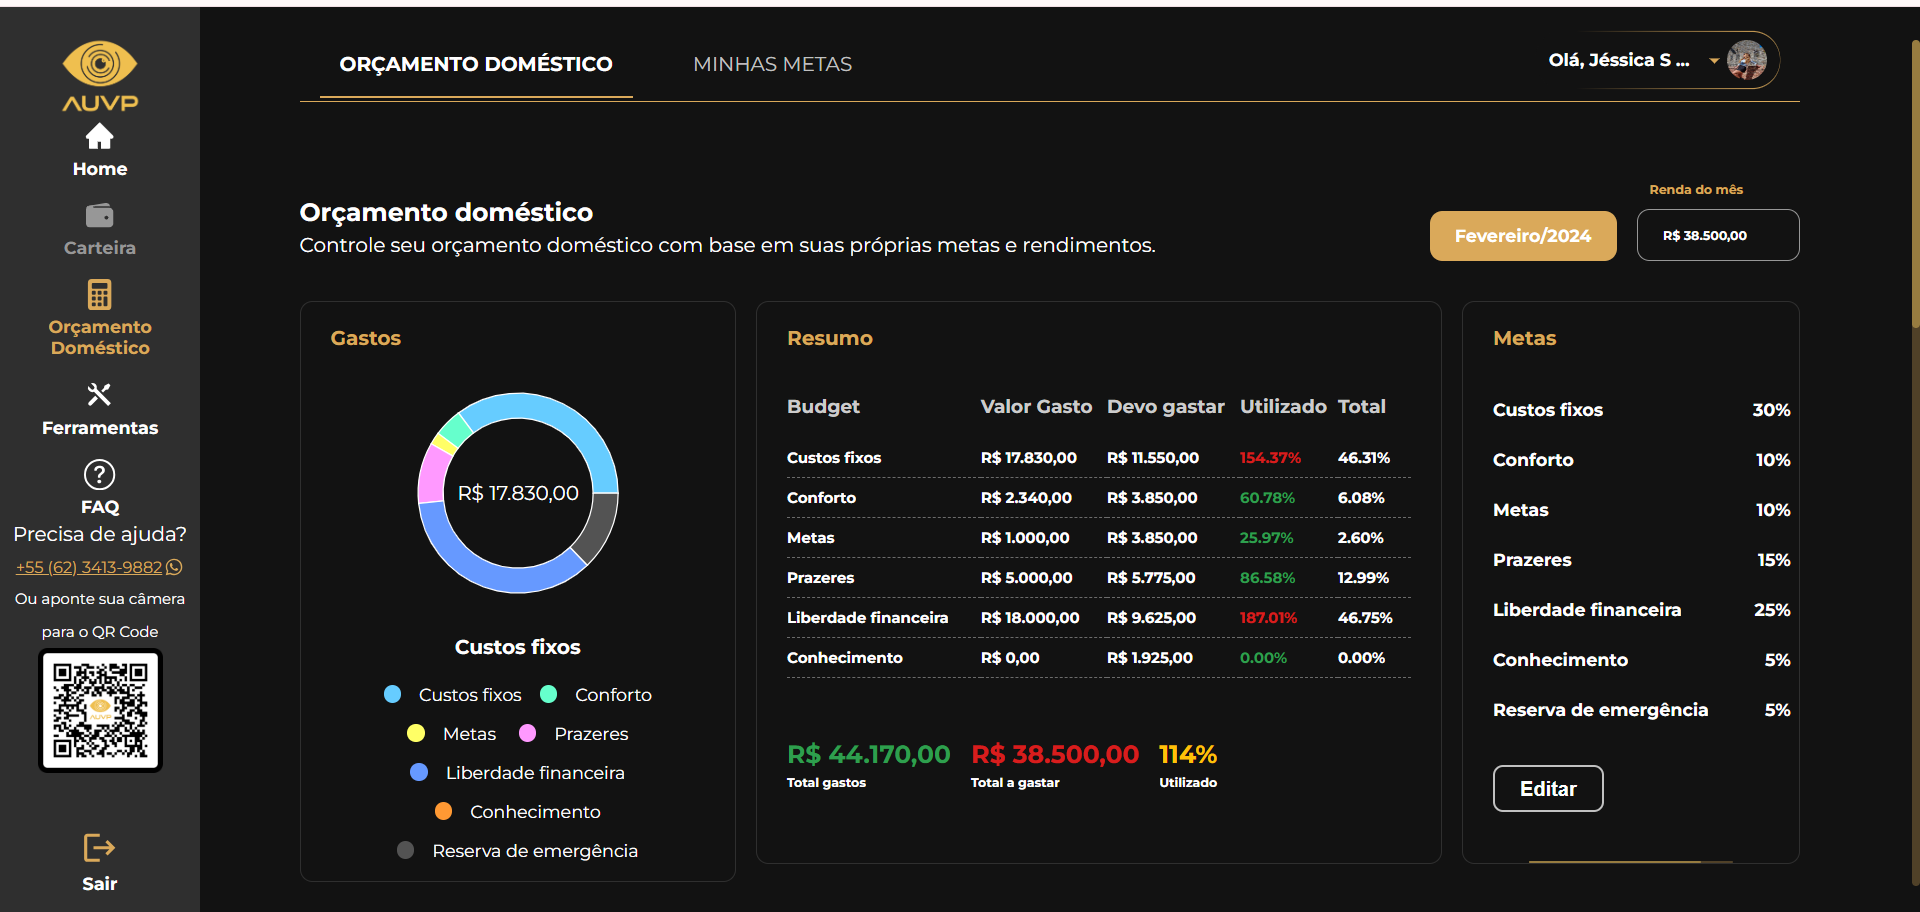 AUVP
Home
Carteira
Orçamento
Doméstico
Ferramentas
FAQ
Precisa de ajuda?
+55 (62) 3413-9882
Ou aponte sua câmera
para o QR Code
AUVP
Sair
ORÇAMENTO DOMÉSTICO MINHAS METAS
Olá, Jéssica S ...
Orçamento doméstico
Controle seu orçamento doméstico com base em suas próprias metas e rendimentos.
Fevereiro/2024
Renda do mês
R$ 38.500,00
Gastos
R$ 17.830,00
Custos fixos
Custos fixos Conforto
Metas Prazeres
Liberdade financeira
Conhecimento
Reserva de emergência
Resumo
Budget Valor Gasto Devo gastar Utilizado Total
Custos fixos R$ 17.830,00 R$ 11.550,00 154.37% 46.31%
Conforto R$ 2.340,00 R$ 3.850,00 60.78% 6.08%
Metas R$ 1.000,00 R$ 3.850,00 25.97% 2.60%
Prazeres R$ 5.000,00 R$ 5.775,00 86.58% 12.99%
Liberdade financeira R$ 18.000,00 R$ 9.625,00 187.01% 46.75%
Conhecimento R$ 0,00 R$ 1.925,00 0.00% 0.00%
R$ 44.170,00 R$ 38.500,00 114%
Total gastos Total a gastar Utilizado
Metas
Custos fixos 30%
Conforto 10%
Metas 10%
Prazeres 15%
Liberdade financeira 25%
Conhecimento 5%
Reserva de emergência 5%
Editar